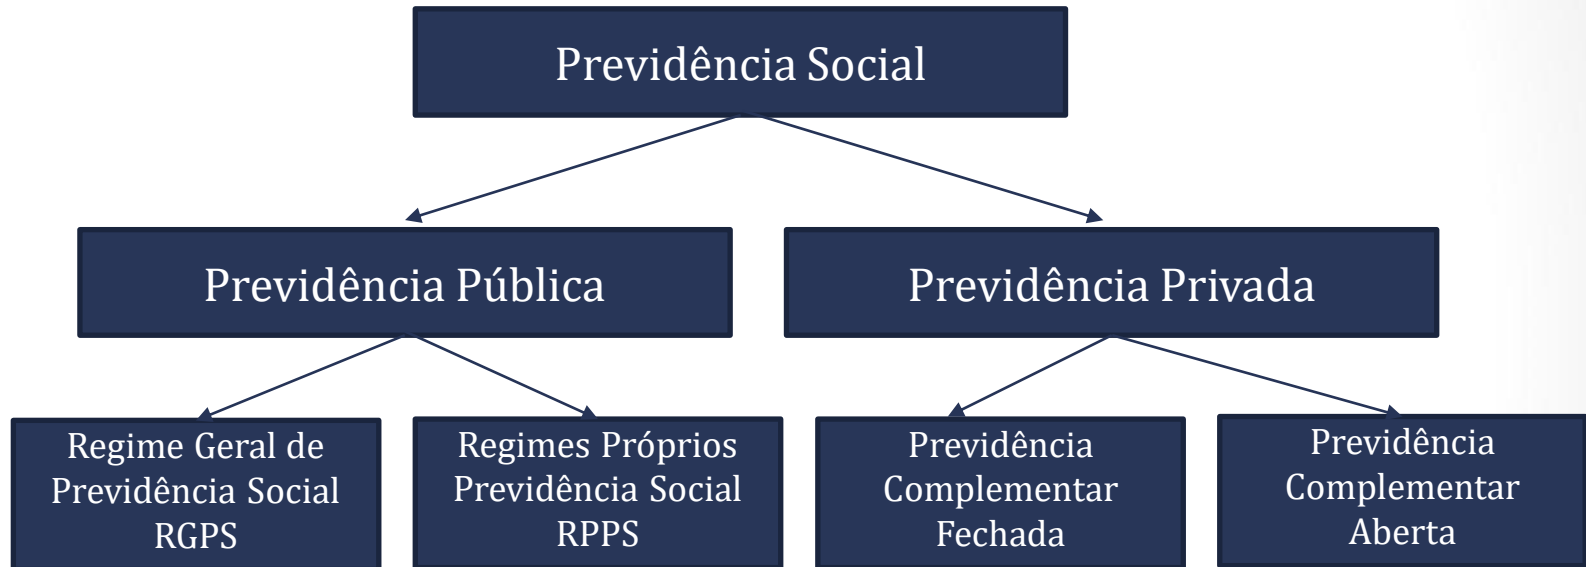 Previdência Social
Previdência Pública
Previdência Privada
Regime Geral de
Previdência Social
RGPS
Regimes Próprios
Previdência Social
RPPS
Previdência
Complementar
Fechada
Previdência
Complementar
Aberta